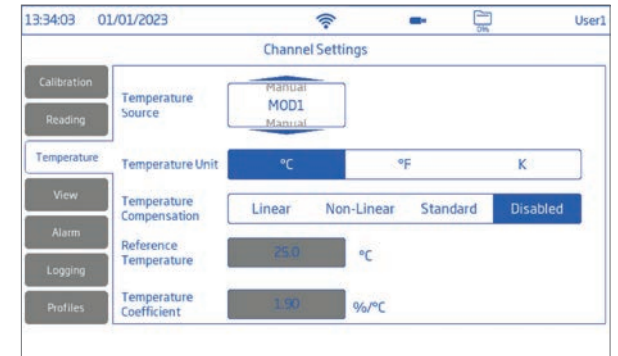 13:34:03 01/01/2023 0% User1
Channel Settings
Calibration
Reading
Temperature
View
Alarm
Logging
Profiles
Temperature
Source
Manual
MOD1
Manual
Temperature Unit °C °F K
Temperature
Compensation
Linear Non-Linear Standard Disabled
Reference
Temperature
25.0 °C
Temperature
Coefficient
1.90 %/°C